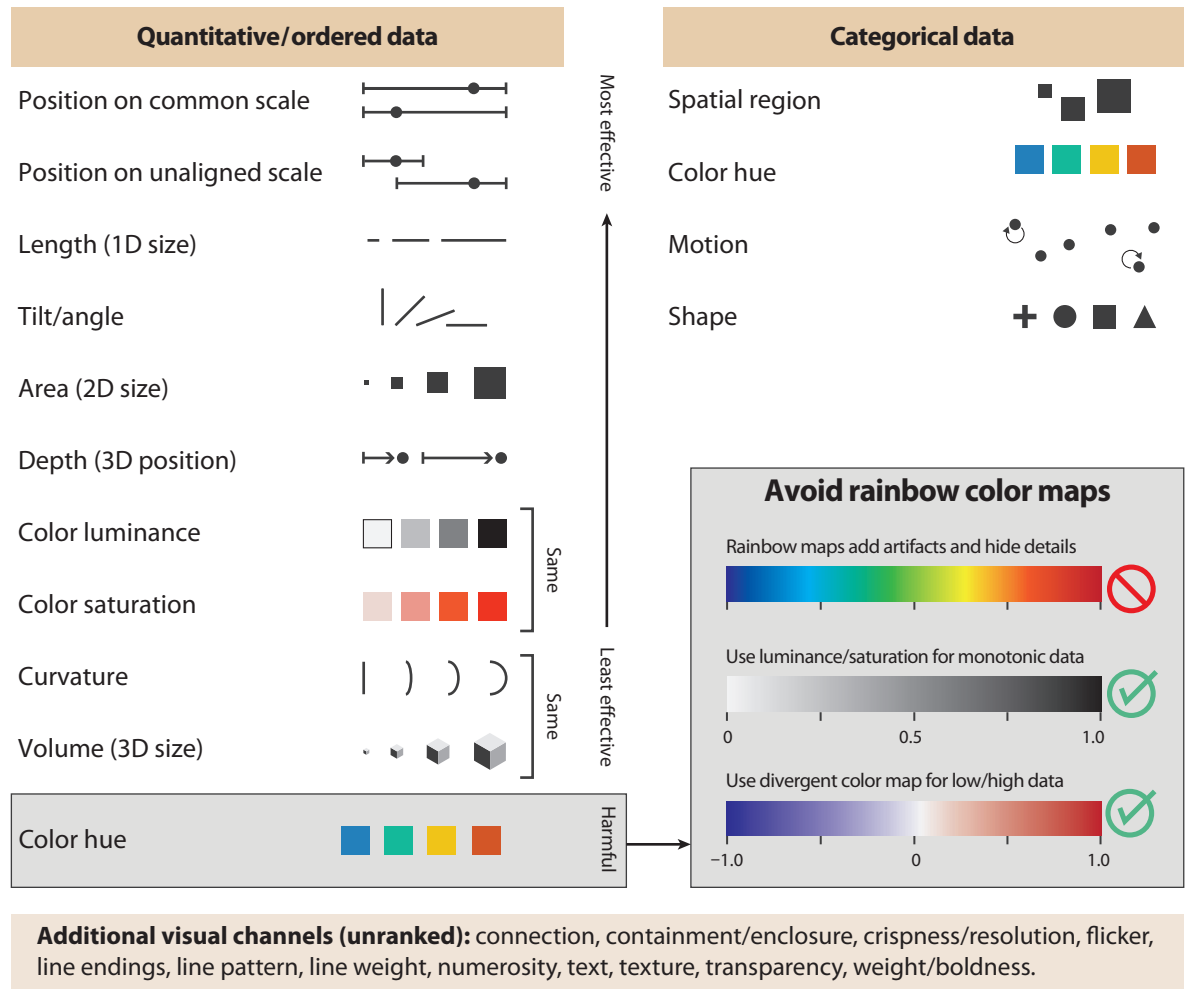 Quantitative/ordered data
Position on common scale
Position on unaligned scale
Length (1D size)
Tilt/angle
Area (2D size)
Depth (3D position)
Color luminance
Color saturation
Same
Curvature
Volume (3D size)
Same
Color hue
Most effective
Least effective
Harmful
Categorical data
Spatial region
Color hue
Motion
Shape
Avoid rainbow color maps
Rainbow maps add artifacts and hide details
Use luminance/saturation for monotonic data
0 0.5 1.0
Use divergent color map for low/high data
−1.0 0 1.0
Additional visual channels (unranked): connection, containment/enclosure, crispness/resolution, flicker,
line endings, line pattern, line weight, numerosity, text, texture, transparency, weight/boldness.